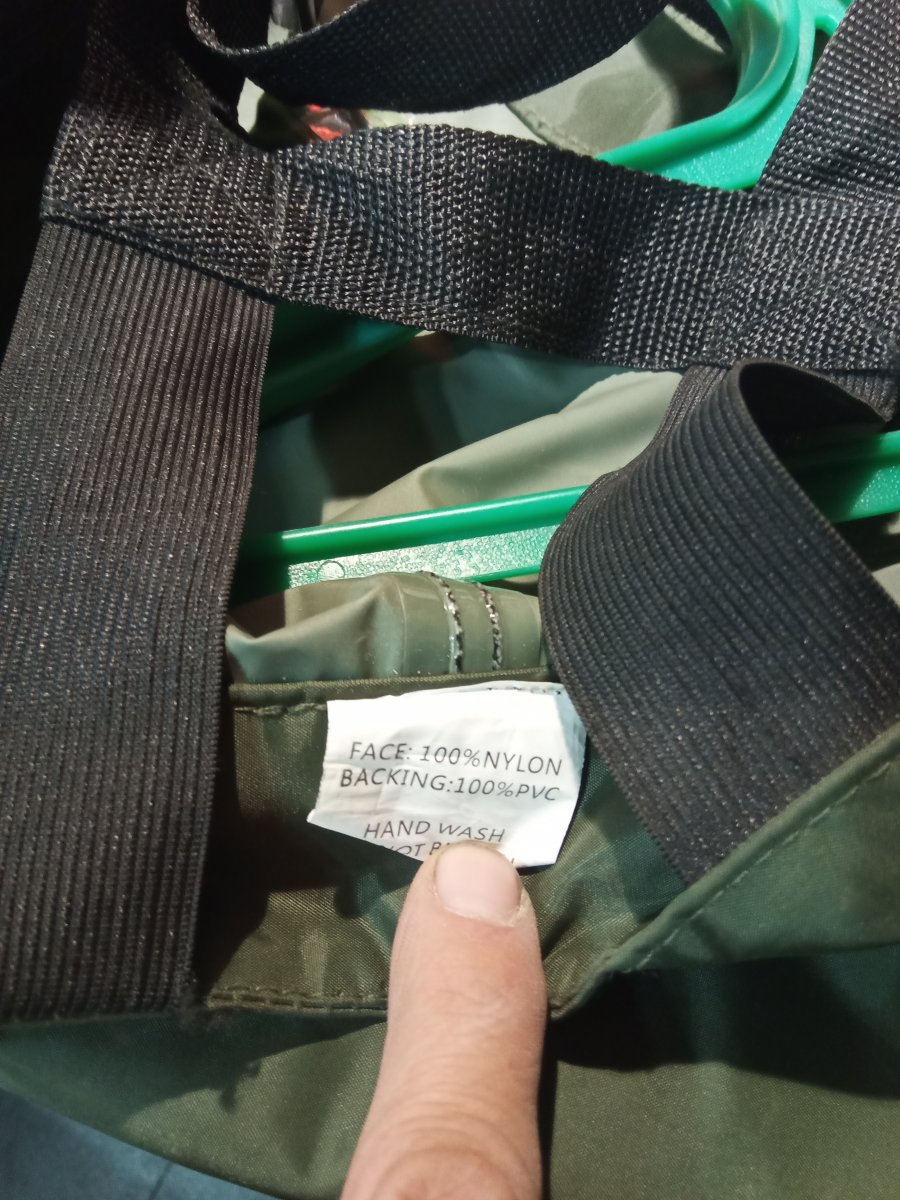 FACE: 100%NYLON
BACKING:100%PVC
HAND WASH